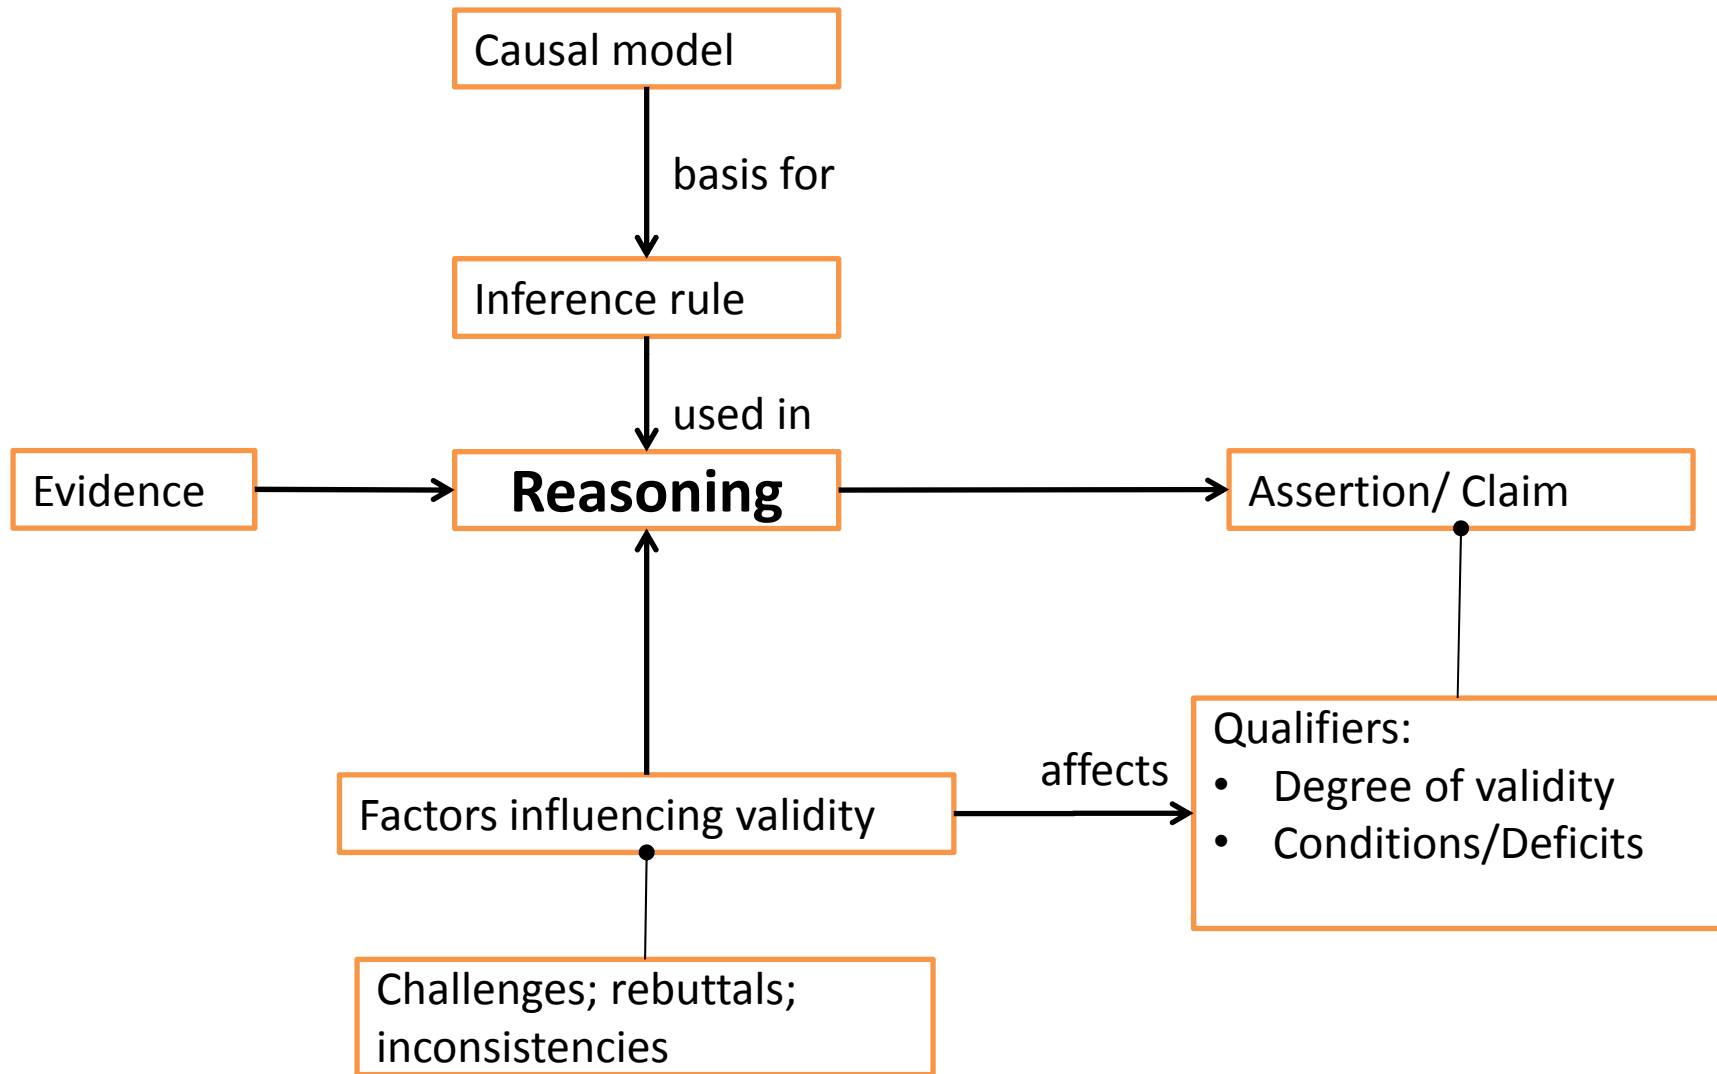 Causal model
basis for
Inference rule
used in
Evidence
Reasoning
Assertion/ Claim
affects
Factors influencing validity
Qualifiers:
• Degree of validity
• Conditions/Deficits
Challenges; rebuttals;
inconsistencies